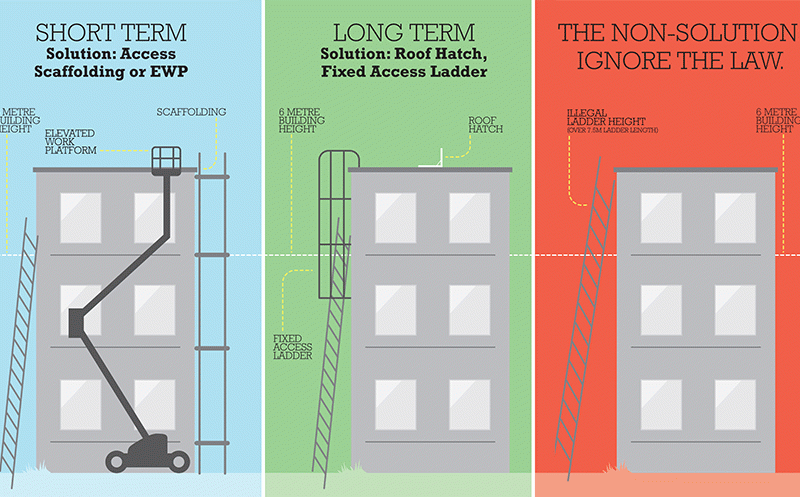 SHORT TERM
Solution: Access
Scaffolding or EWP
METRE
BUILDING
HEIGHT
ELEVATED
WORK
PLATFORM
SCAFFOLDING
LONG TERM
Solution: Roof Hatch,
Fixed Access Ladder
6 METRE
BUILDING
HEIGHT
ROOF
HATCH
FIXED
ACCESS
LADDER
THE NON-SOLUTION
IGNORE THE LAW.
ILLEGAL
LADDER HEIGHT
(OVER 7.5M LADDER LENGTH)
6 METRE
BUILDING
HEIGHT